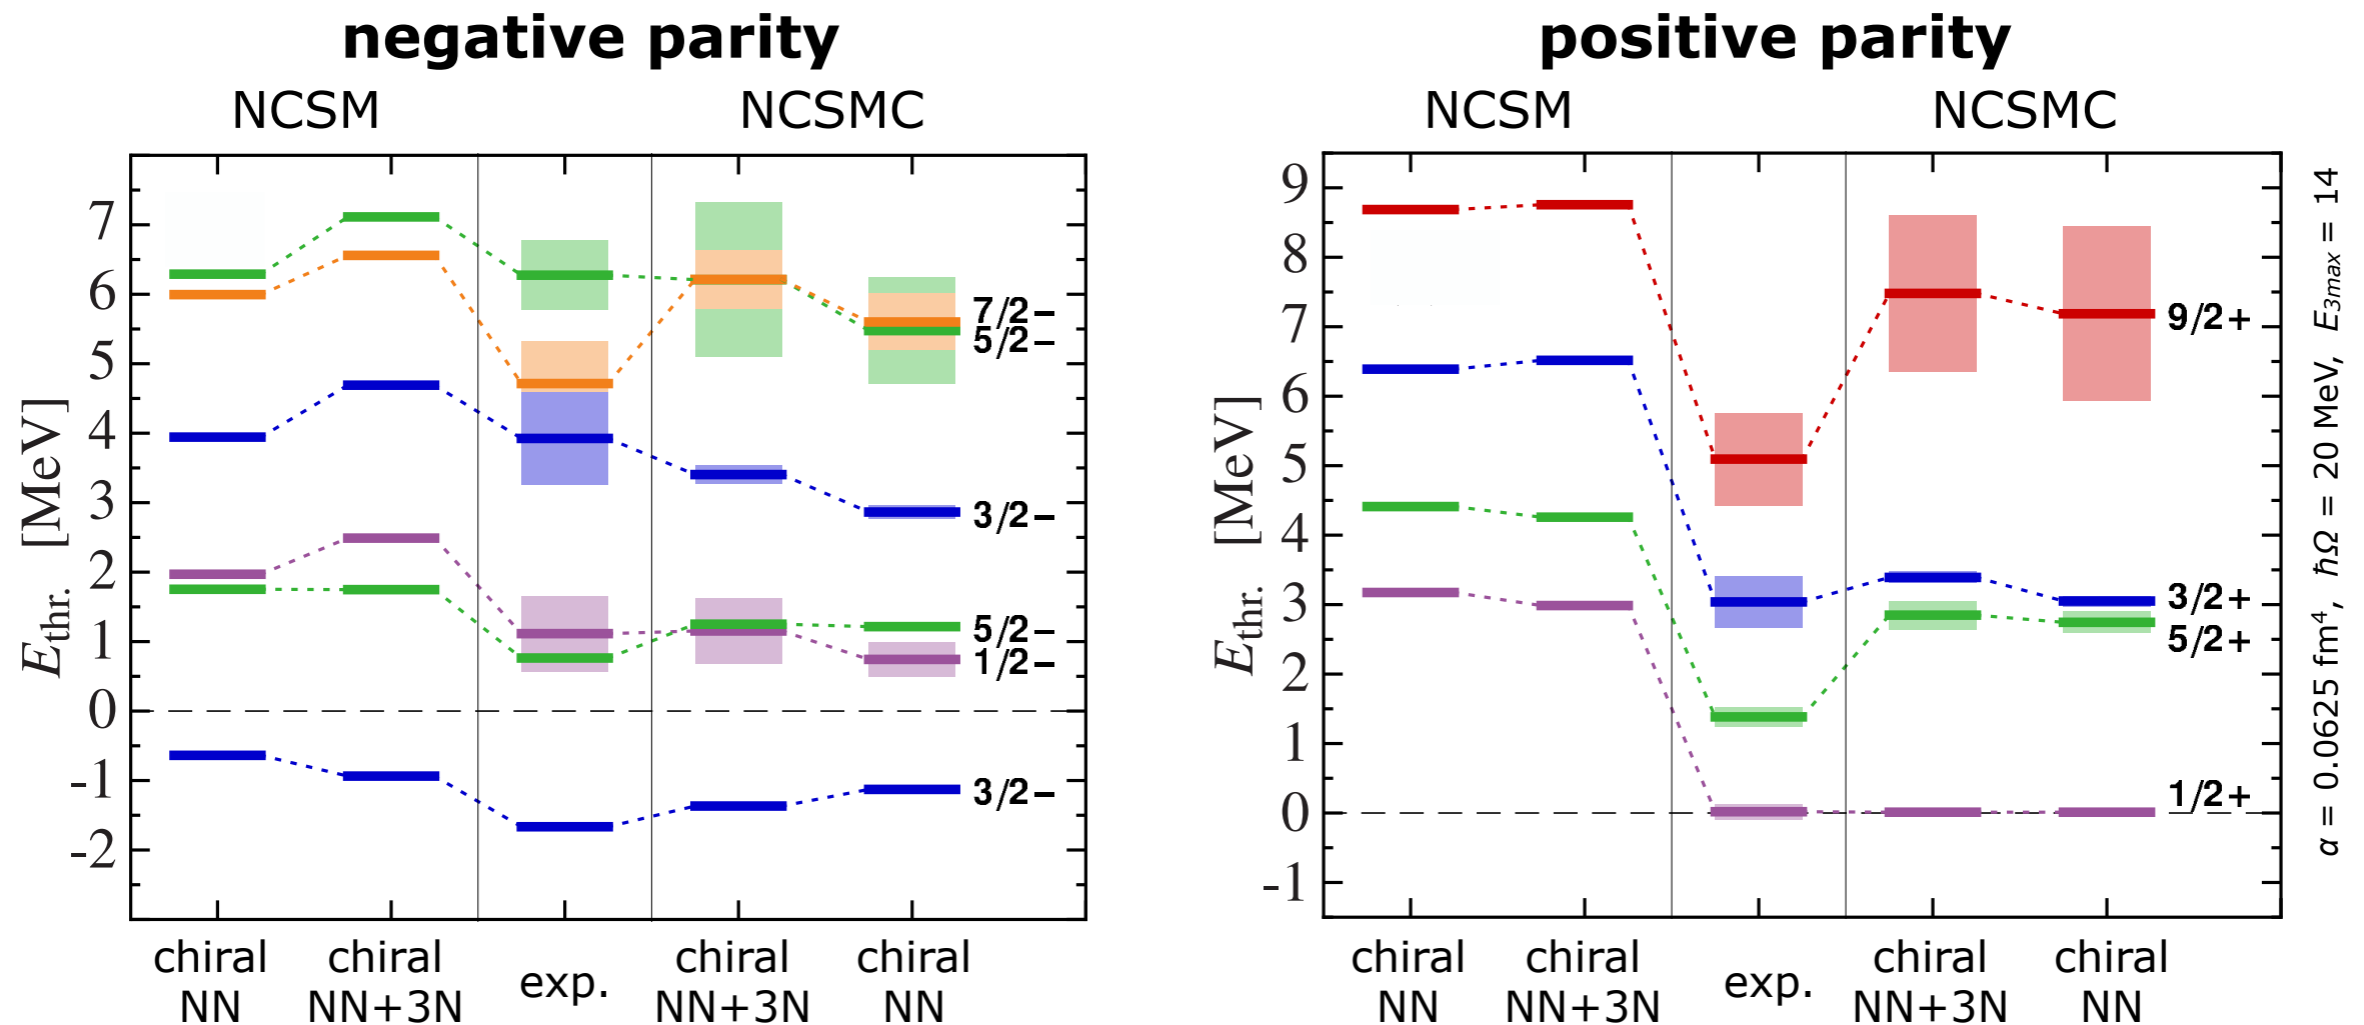 negative parity
NCSM NCSMC
7
6
5
4
3
2
1
0
-1
-2
E_thr. [MeV]
7/2−
5/2−
3/2−
5/2−
1/2−
3/2−
chiral NN
chiral NN+3N
exp.
chiral NN+3N
chiral NN
positive parity
NCSM NCSMC
9
8
7
6
5
4
3
2
1
0
-1
E_thr. [MeV]
9/2+
3/2+
5/2+
1/2+
chiral NN
chiral NN+3N
exp.
chiral NN+3N
chiral NN
α = 0.0625 fm⁴, ℏΩ = 20 MeV, E_3max = 14